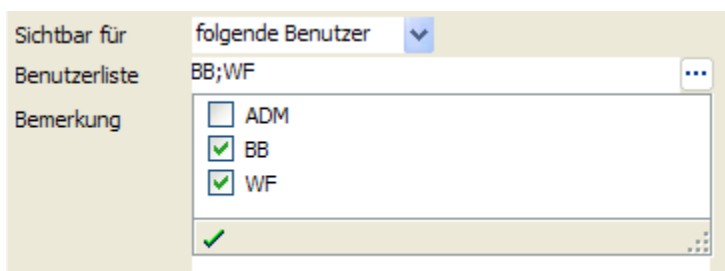 Sichtbar für folgende Benutzer
Benutzerliste BB;WF
Bemerkung
ADM
BB
WF